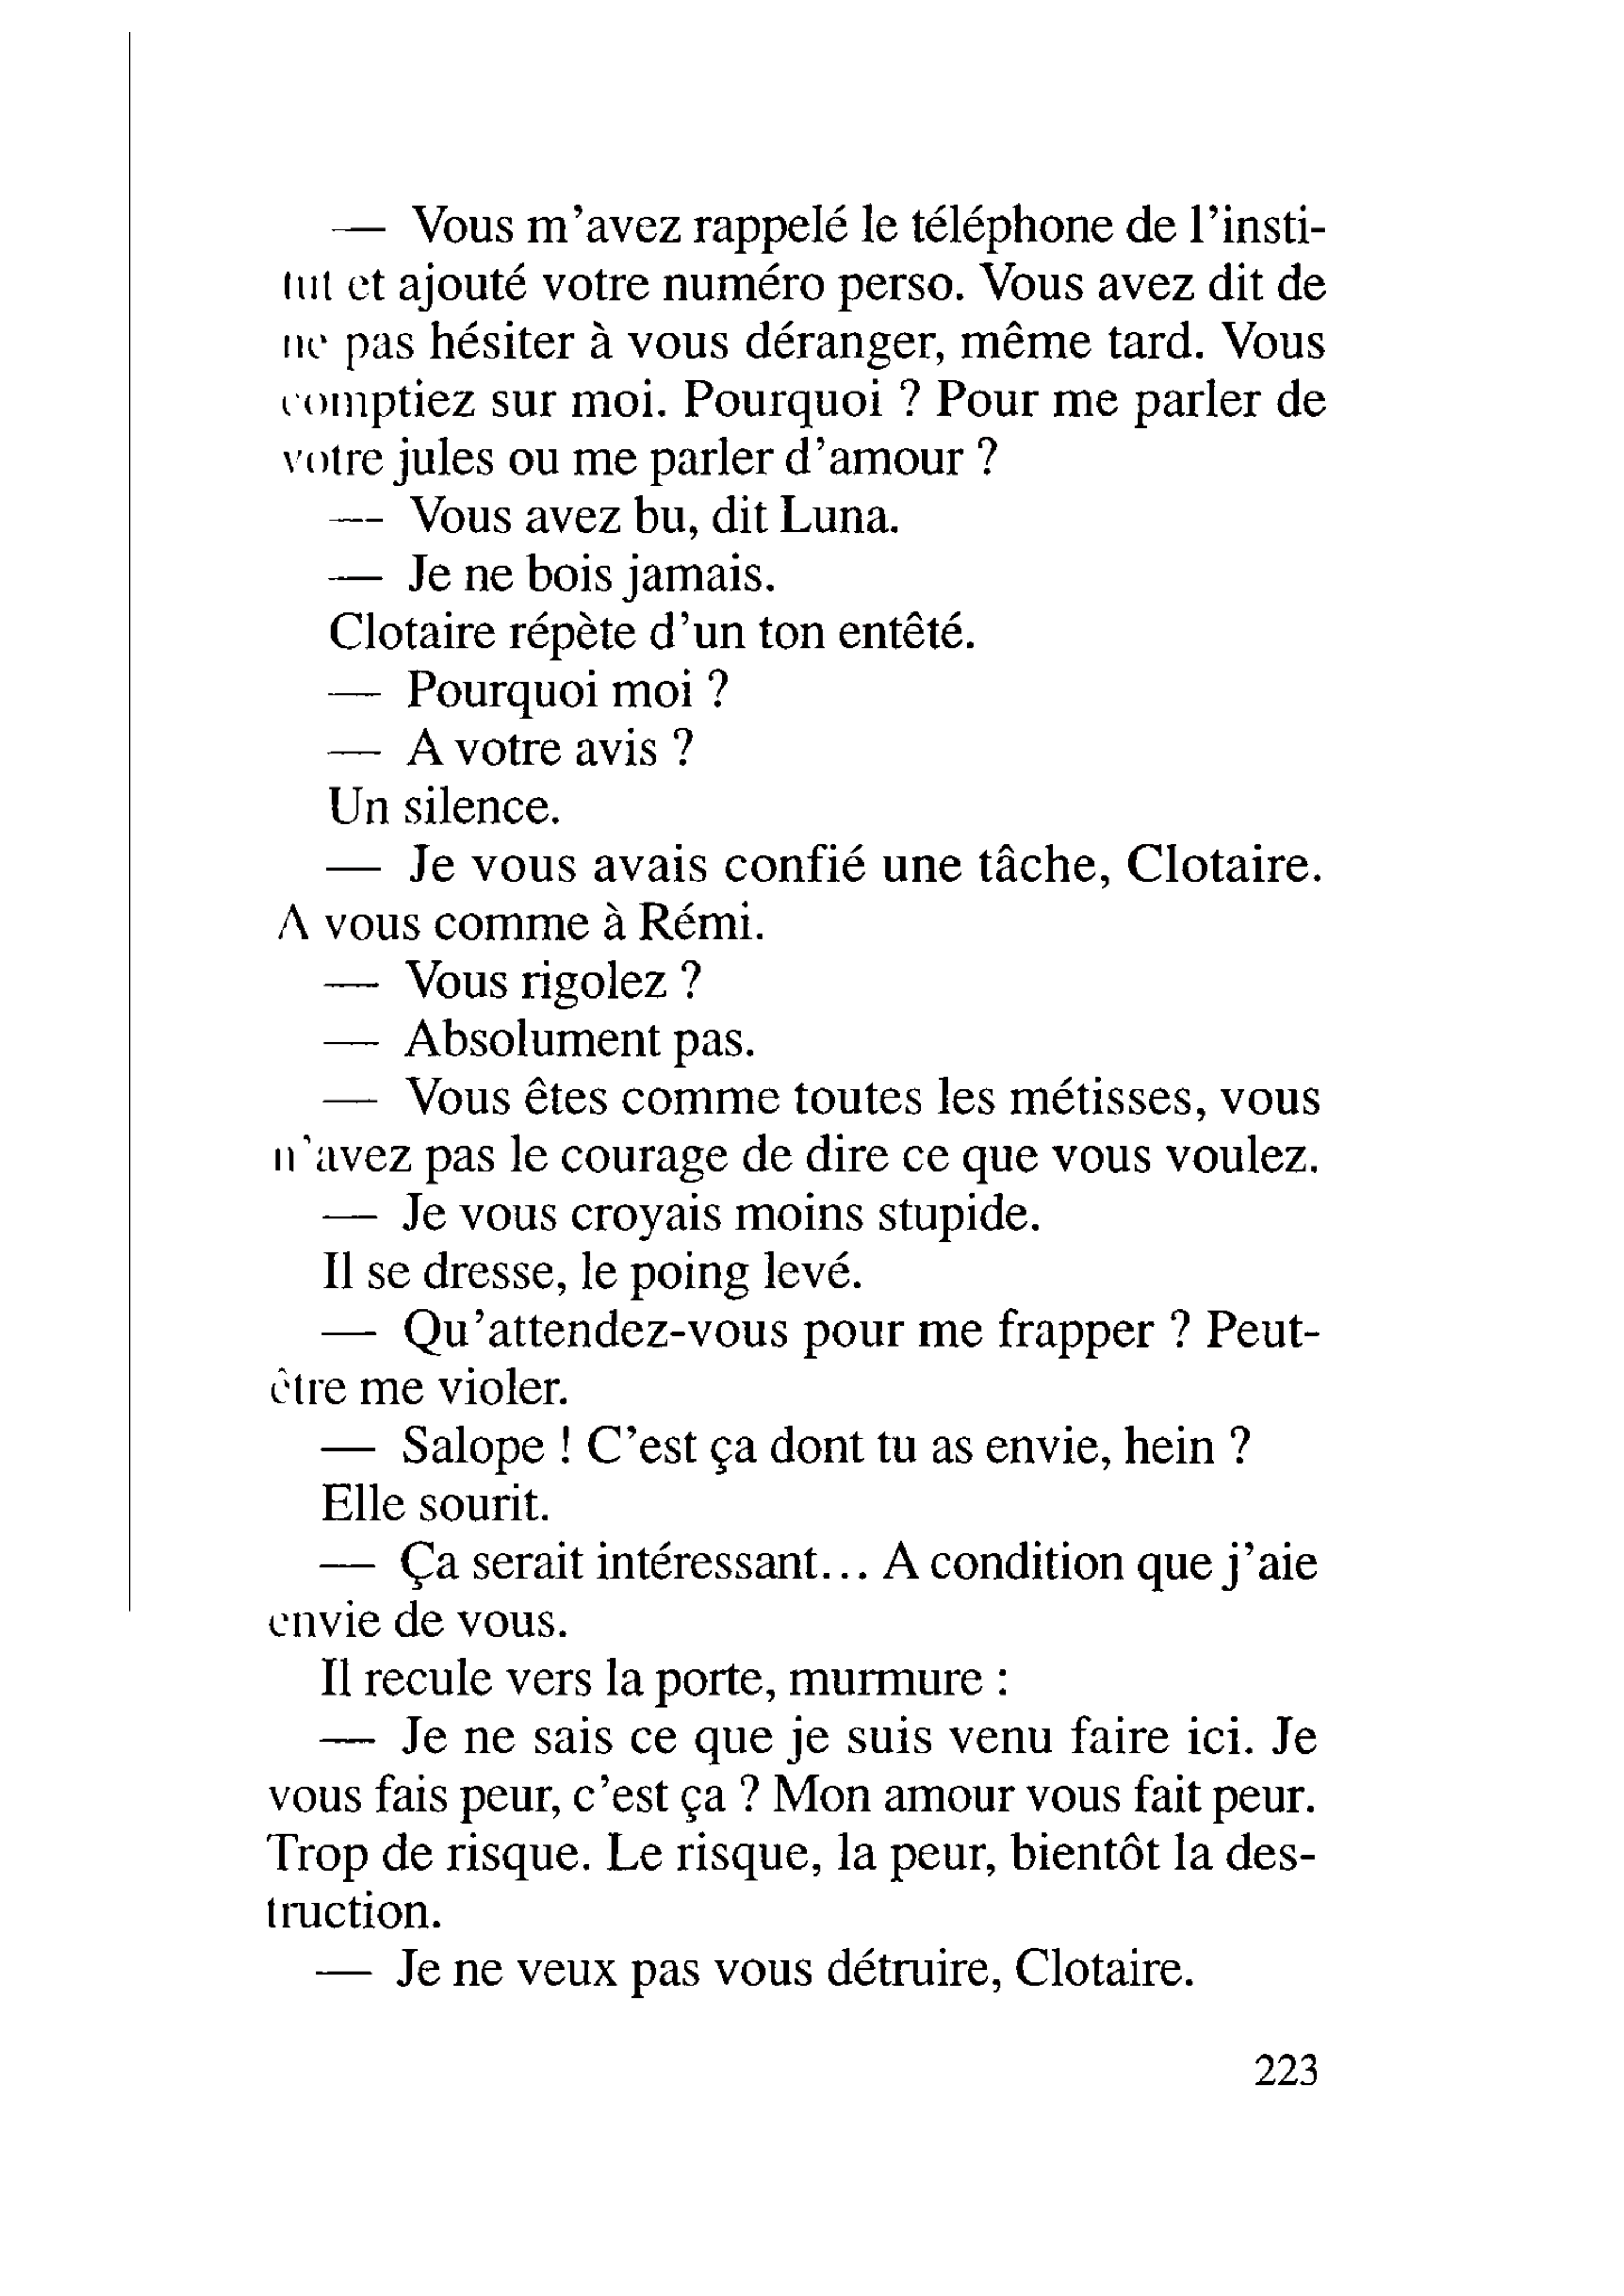 — Vous m'avez rappelé le téléphone de l'insti-
tut et ajouté votre numéro perso. Vous avez dit de
ne pas hésiter à vous déranger, même tard. Vous
comptiez sur moi. Pourquoi ? Pour me parler de
votre jules ou me parler d'amour ?
— Vous avez bu, dit Luna.
— Je ne bois jamais.
Clotaire répète d'un ton entêté.
— Pourquoi moi ?
— A votre avis ?
Un silence.
— Je vous avais confié une tâche, Clotaire.
A vous comme à Rémi.
— Vous rigolez ?
— Absolument pas.
— Vous êtes comme toutes les métisses, vous
n'avez pas le courage de dire ce que vous voulez.
— Je vous croyais moins stupide.
Il se dresse, le poing levé.
— Qu'attendez-vous pour me frapper ? Peut-
être me violer.
— Salope ! C'est ça dont tu as envie, hein ?
Elle sourit.
— Ça serait intéressant... A condition que j'aie
envie de vous.
Il recule vers la porte, murmure :
— Je ne sais ce que je suis venu faire ici. Je
vous fais peur, c'est ça ? Mon amour vous fait peur.
Trop de risque. Le risque, la peur, bientôt la des-
truction.
— Je ne veux pas vous détruire, Clotaire.
223